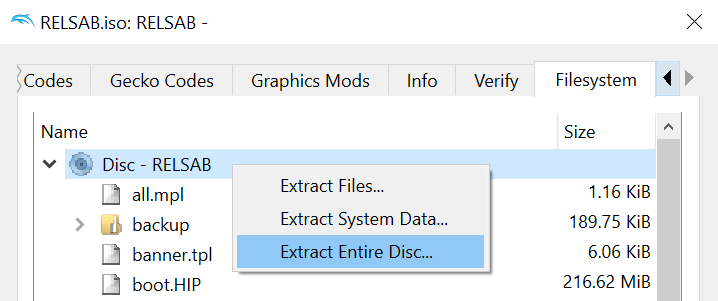 RELSAB.iso: RELSAB -
Codes Gecko Codes Graphics Mods Info Verify Filesystem
Name Size
Disc - RELSAB
Extract Files...
all.mpl 1.16 KiB
Extract System Data...
backup 189.75 KiB
Extract Entire Disc...
banner.tpl 6.06 KiB
boot.HIP 216.62 MiB